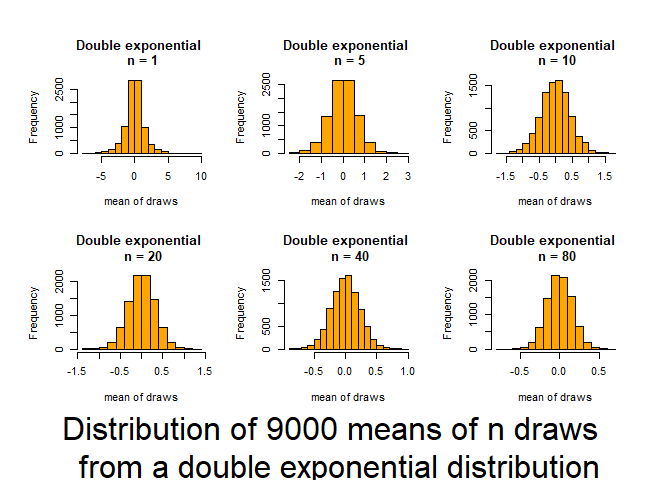 Double exponential
n = 1
Frequency
0
1000
2500
-5
0
5
10
mean of draws
Double exponential
n = 5
Frequency
0
1000
2500
-2
-1
0
1
2
3
mean of draws
Double exponential
n = 10
Frequency
0
500
1500
-1.5
-0.5
0.5
1.5
mean of draws
Double exponential
n = 20
Frequency
0
1000
2000
-1.5
-0.5
0.5
1.5
mean of draws
Double exponential
n = 40
Frequency
0
500
1500
-0.5
0.0
0.5
1.0
mean of draws
Double exponential
n = 80
Frequency
0
1000
2000
-0.5
0.0
0.5
mean of draws
Distribution of 9000 means of n draws
from a double exponential distribution